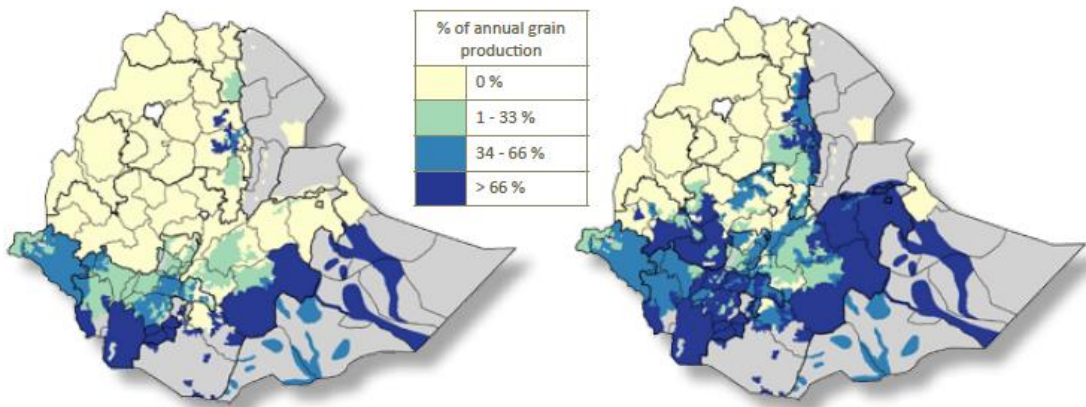 % of annual grain
production
0 %
1 - 33 %
34 - 66 %
> 66 %